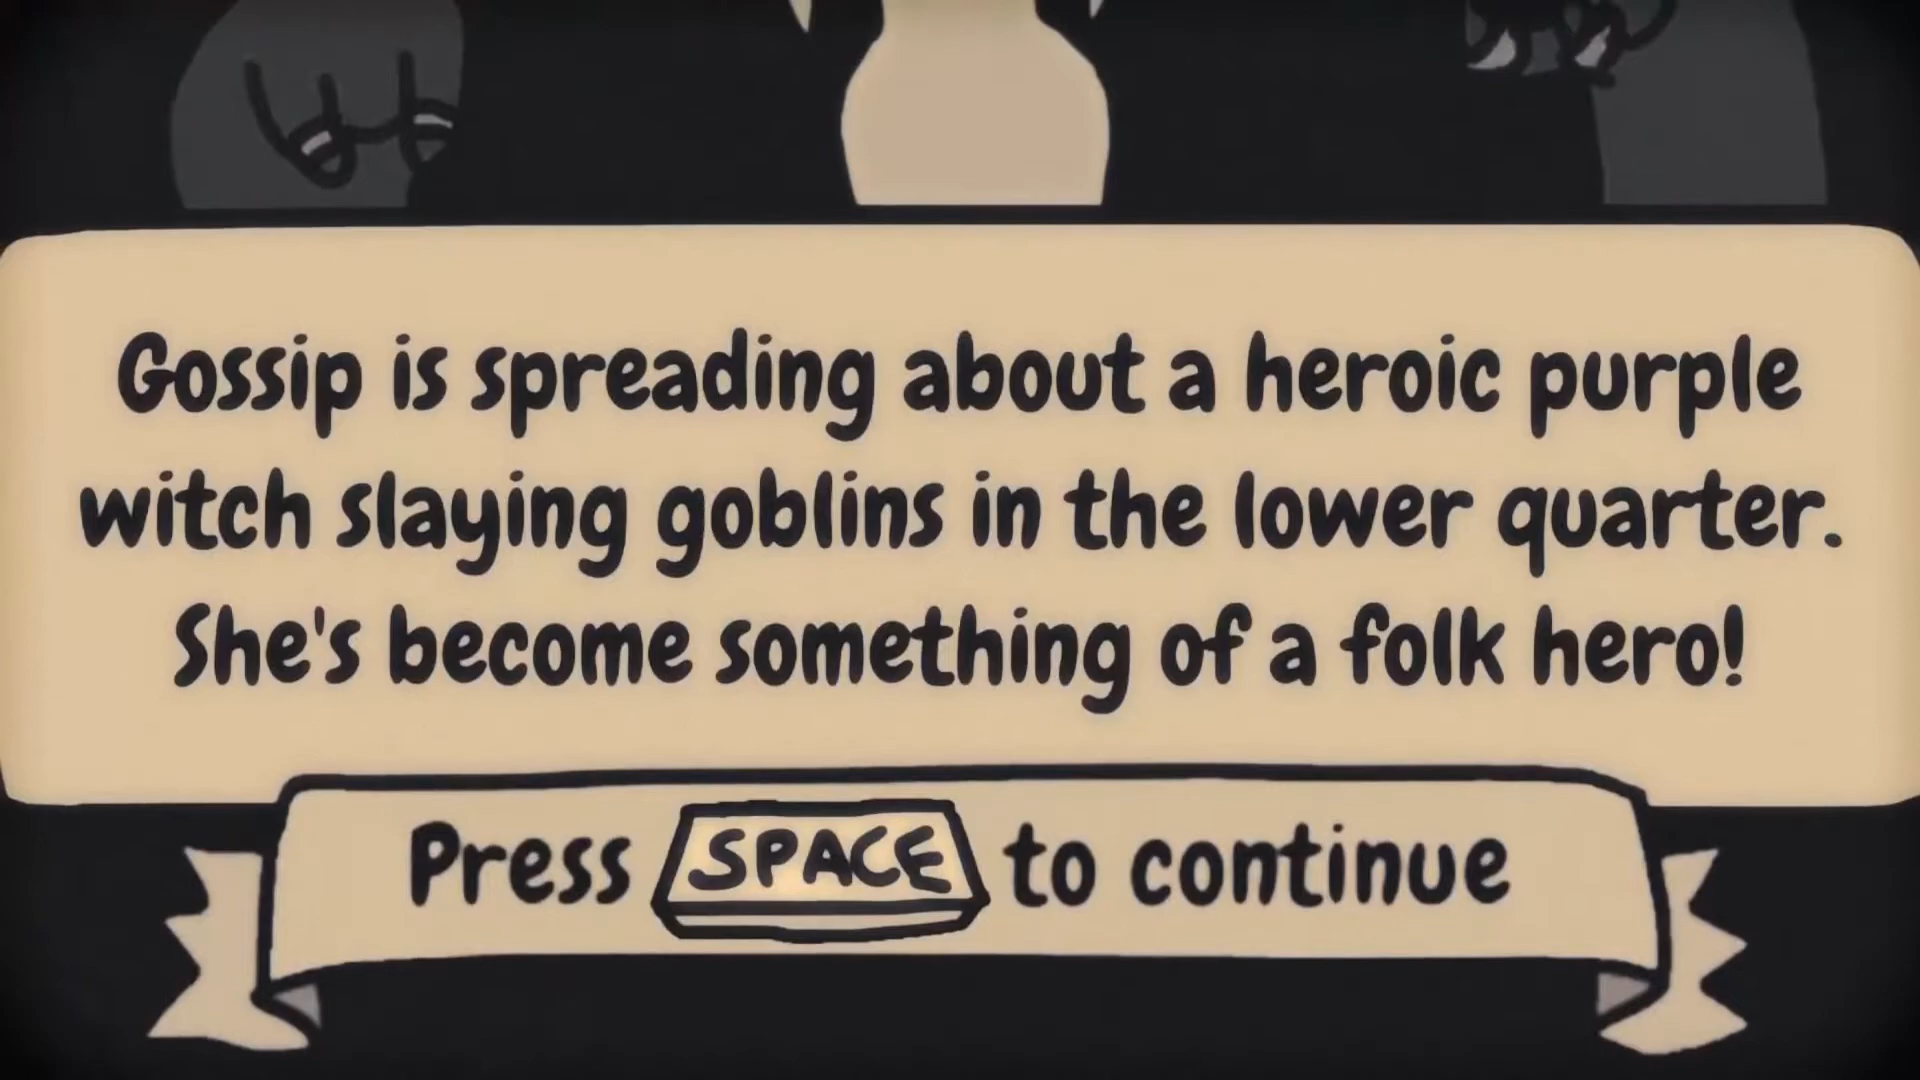 Gossip is spreading about a heroic purple
witch slaying goblins in the lower quarter.
She's become something of a folk hero!
Press SPACE to continue